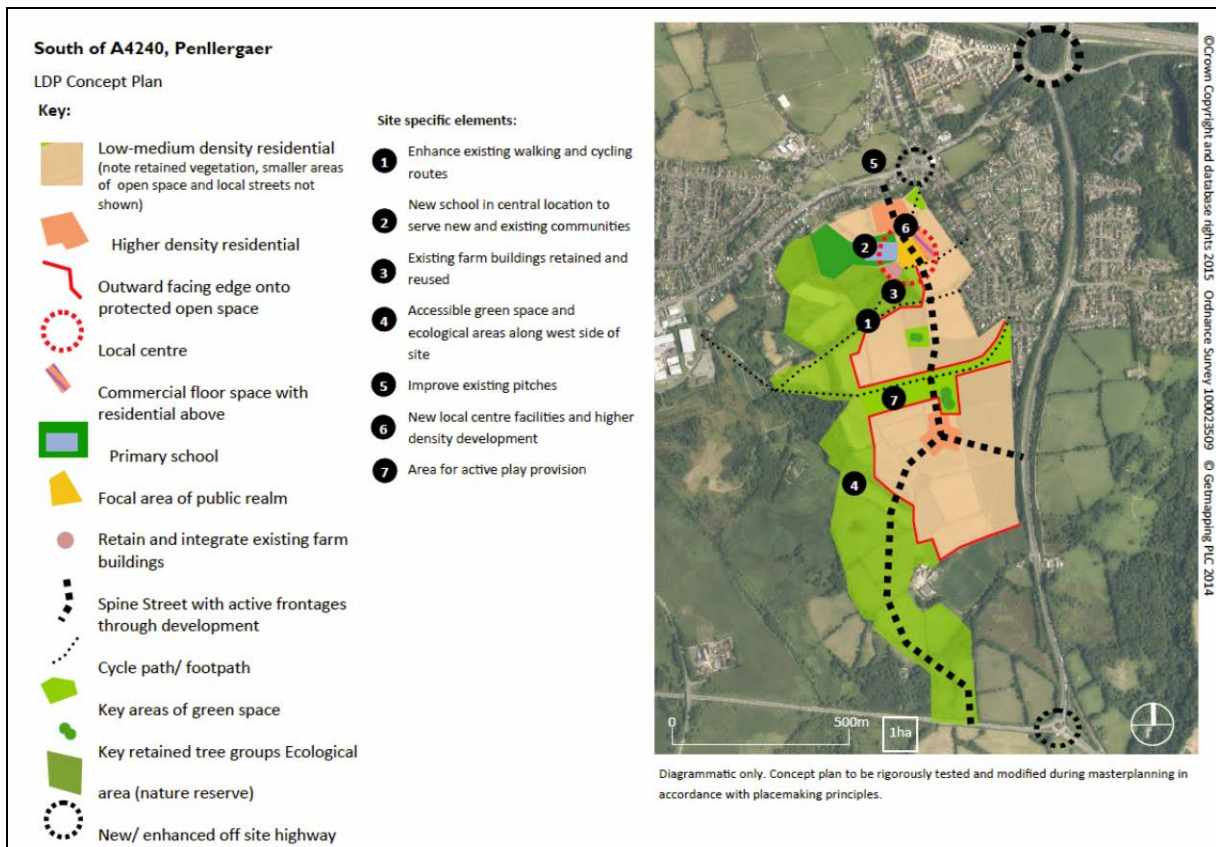 South of A4240, Penllergaer
LDP Concept Plan
Key:
Low-medium density residential
(note retained vegetation, smaller areas
of open space and local streets not
shown)
Higher density residential
Outward facing edge onto
protected open space
Local centre
Commercial floor space with
residential above
Primary school
Focal area of public realm
Retain and integrate existing farm
buildings
Spine Street with active frontages
through development
Cycle path/ footpath
Key areas of green space
Key retained tree groups Ecological
area (nature reserve)
New/ enhanced off site highway
Site specific elements:
1 Enhance existing walking and cycling
routes
2 New school in central location to
serve new and existing communities
3 Existing farm buildings retained and
reused
4 Accessible green space and
ecological areas along west side of
site
5 Improve existing pitches
6 New local centre facilities and higher
density development
7 Area for active play provision
5
6
2
3
1
7
4
0 500m
1ha
Diagrammatic only. Concept plan to be rigorously tested and modified during masterplanning in
accordance with placemaking principles.
©Crown Copyright and database rights 2015 Ordnance Survey 100023509 © Getmapping PLC 2014